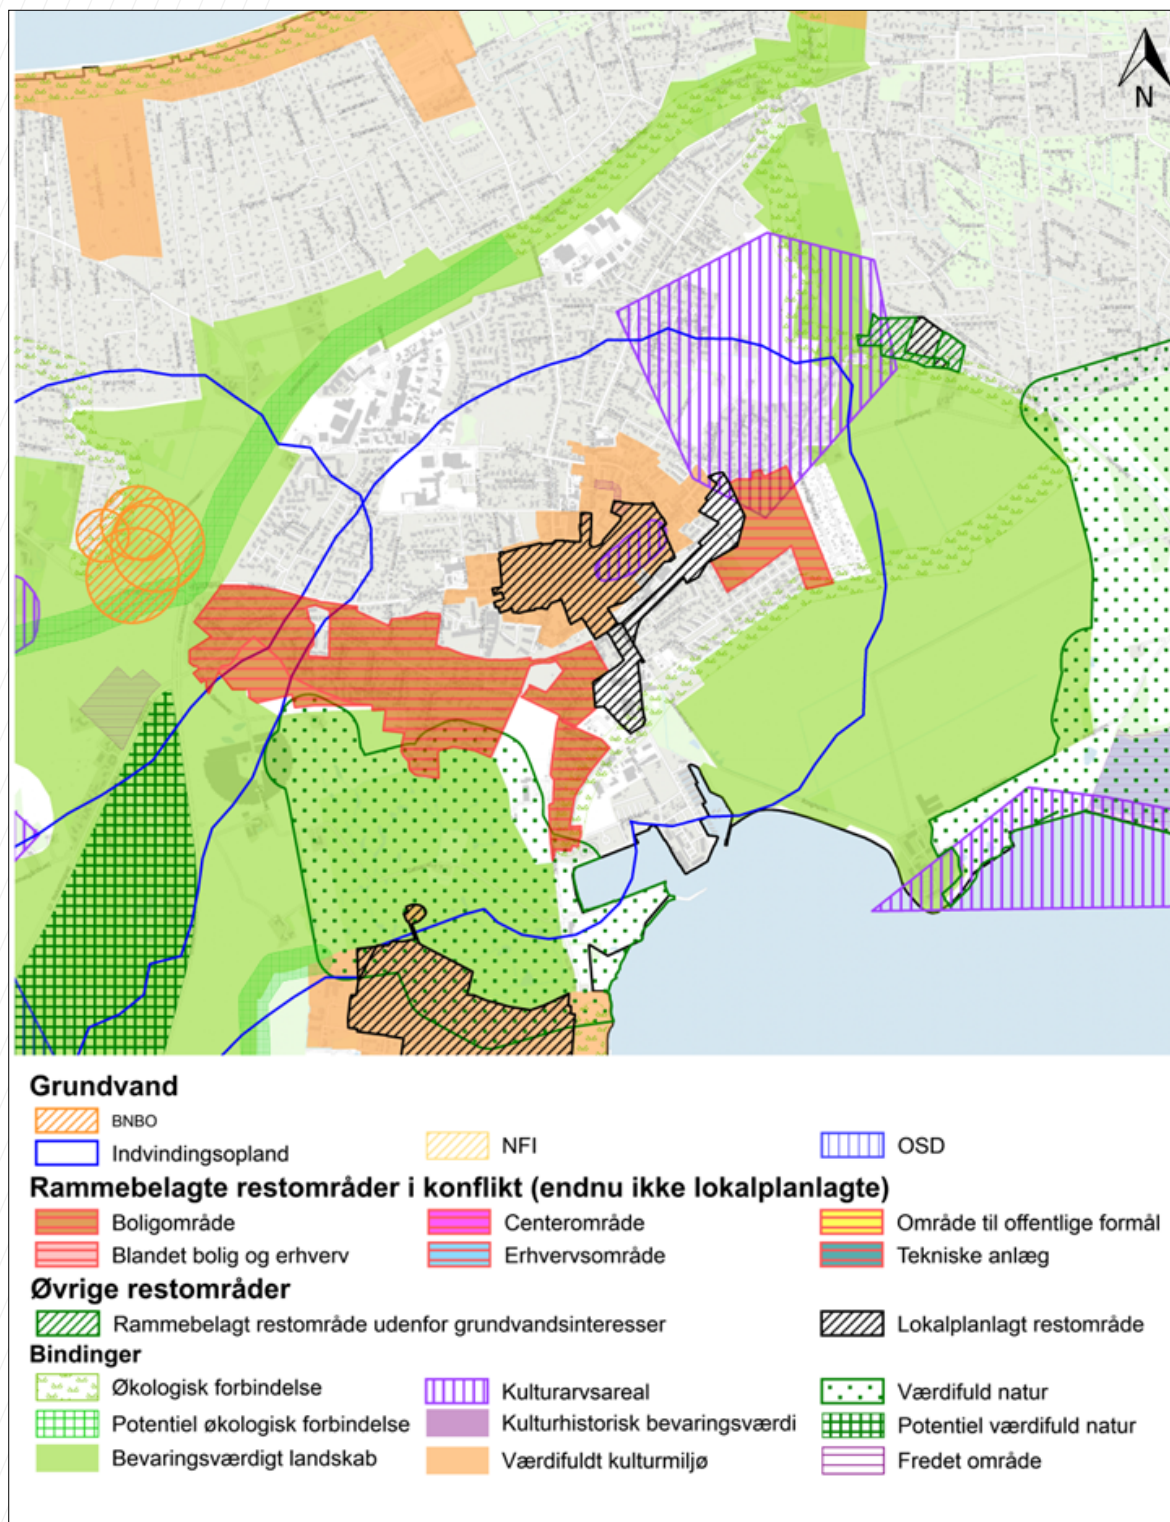 N
Grundvand
BNBO
Indvindingsopland
NFI
OSD
Rammebelagte restområder i konflikt (endnu ikke lokalplanlagte)
Boligområde
Centerområde
Område til offentlige formål
Blandet bolig og erhverv
Erhvervsområde
Tekniske anlæg
Øvrige restområder
Rammebelagt restområde udenfor grundvandsinteresser
Lokalplanlagt restområde
Bindinger
Økologisk forbindelse
Kulturarvsareal
Værdifuld natur
Potentiel økologisk forbindelse
Kulturhistorisk bevaringsværdi
Potentiel værdifuld natur
Bevaringsværdigt landskab
Værdifuldt kulturmiljø
Fredet område